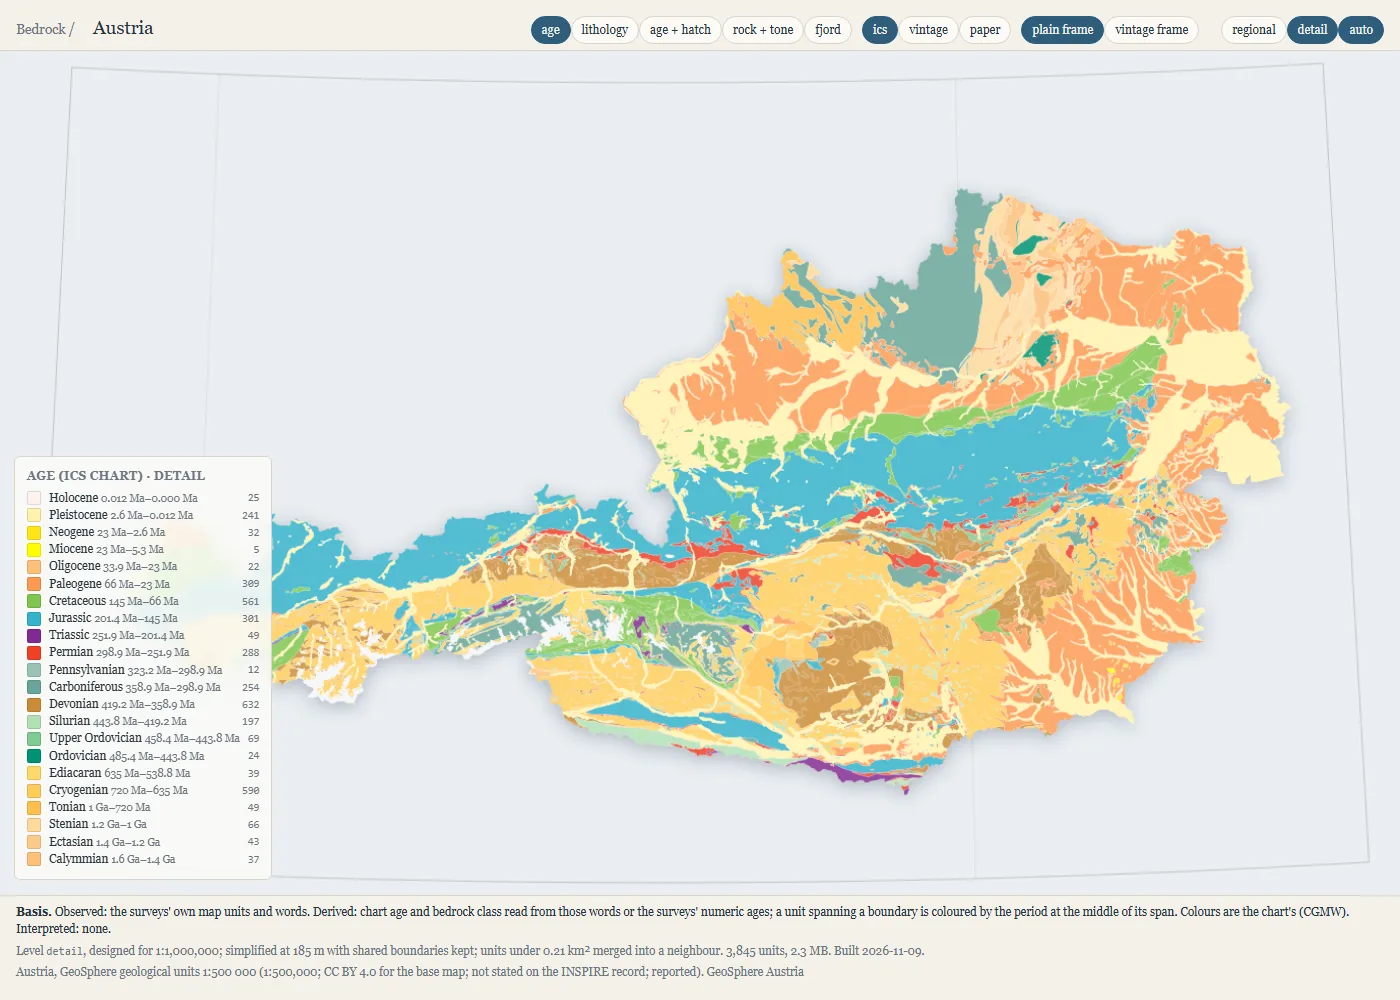 Bedrock / Austria
age lithology age + hatch rock + tone fjord ics vintage paper plain frame vintage frame regional detail auto
AGE (ICS CHART) · DETAIL
Holocene 0.012 Ma–0.000 Ma 25
Pleistocene 2.6 Ma–0.012 Ma 241
Neogene 23 Ma–2.6 Ma 32
Miocene 23 Ma–5.3 Ma 5
Oligocene 33.9 Ma–23 Ma 22
Paleogene 66 Ma–23 Ma 309
Cretaceous 145 Ma–66 Ma 561
Jurassic 201.4 Ma–145 Ma 301
Triassic 251.9 Ma–201.4 Ma 49
Permian 298.9 Ma–251.9 Ma 288
Pennsylvanian 323.2 Ma–298.9 Ma 12
Carboniferous 358.9 Ma–298.9 Ma 254
Devonian 419.2 Ma–358.9 Ma 632
Silurian 443.8 Ma–419.2 Ma 197
Upper Ordovician 458.4 Ma–443.8 Ma 69
Ordovician 485.4 Ma–443.8 Ma 24
Ediacaran 635 Ma–538.8 Ma 39
Cryogenian 720 Ma–635 Ma 590
Tonian 1 Ga–720 Ma 49
Stenian 1.2 Ga–1 Ga 66
Ectasian 1.4 Ga–1.2 Ga 43
Calymmian 1.6 Ga–1.4 Ga 37
Basis. Observed: the surveys' own map units and words. Derived: chart age and bedrock class read from those words or the surveys' numeric ages; a unit spanning a boundary is coloured by the period at the middle of its span. Colours are the chart's (CGMW).
Interpreted: none.
Level detail, designed for 1:1,000,000; simplified at 185 m with shared boundaries kept; units under 0.21 km² merged into a neighbour. 3,845 units, 2.3 MB. Built 2026-11-09.
Austria, GeoSphere geological units 1:500 000 (1:500,000; CC BY 4.0 for the base map; not stated on the INSPIRE record; reported). GeoSphere Austria